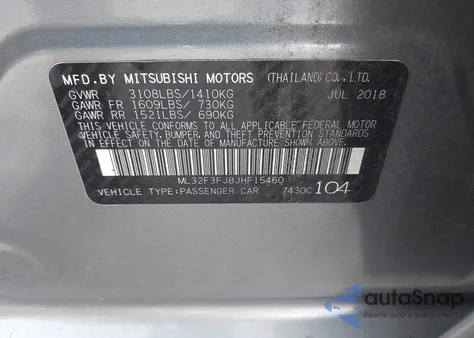 MFD.BY MITSUBISHI MOTORS (THAILAND)CO.,LTD.
GVWR 3108LBS/1410KG JUL 2018
GAWR FR 1609LBS/ 730KG
GAWR RR 1521LBS/ 690KG
THIS VEHICLE CONFORMS TO ALL APPLICABLE FEDERAL MOTOR
VEHICLE SAFETY, BUMPER, AND THEFT PREVENTION STANDARDS
IN EFFECT ON THE DATE OF MANUFACTURE SHOWN ABOVE.
ML32F3FJ8JHF15460
VEHICLE TYPE:PASSENGER CAR 7430C 104
autoSnap